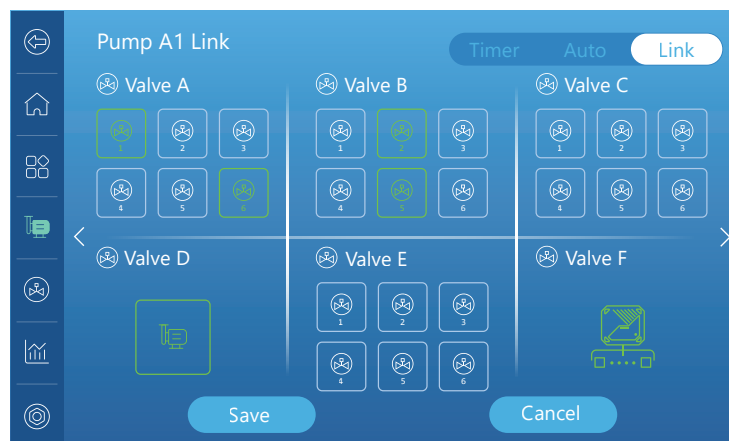 Pump A1 Link
Timer Auto Link
Valve A Valve B Valve C
1 2 3 1 2 3 1 2 3
4 5 6 4 5 6 4 5 6
Valve D Valve E Valve F
1 2 3
4 5 6
Save Cancel